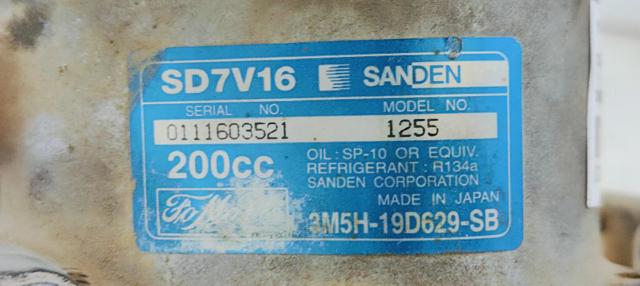 SD7V16 SANDEN
SERIAL NO. MODEL NO.
0111603521 1255
200cc
OIL: SP-10 OR EQUIV.
REFRIGERANT: R134a
SANDEN CORPORATION
MADE IN JAPAN
3M5H-19D629-SB